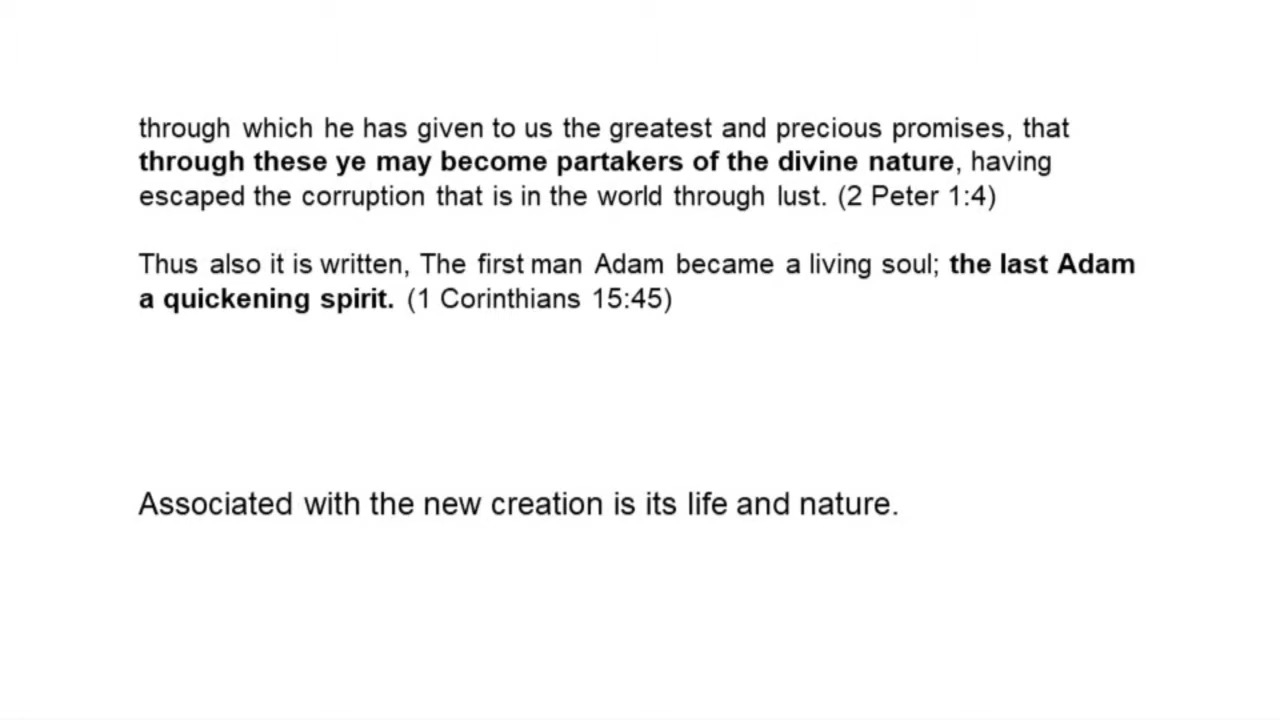 through which he has given to us the greatest and precious promises, that
through these ye may become partakers of the divine nature, having
escaped the corruption that is in the world through lust. (2 Peter 1:4)
Thus also it is written, The first man Adam became a living soul; the last Adam
a quickening spirit. (1 Corinthians 15:45)
Associated with the new creation is its life and nature.